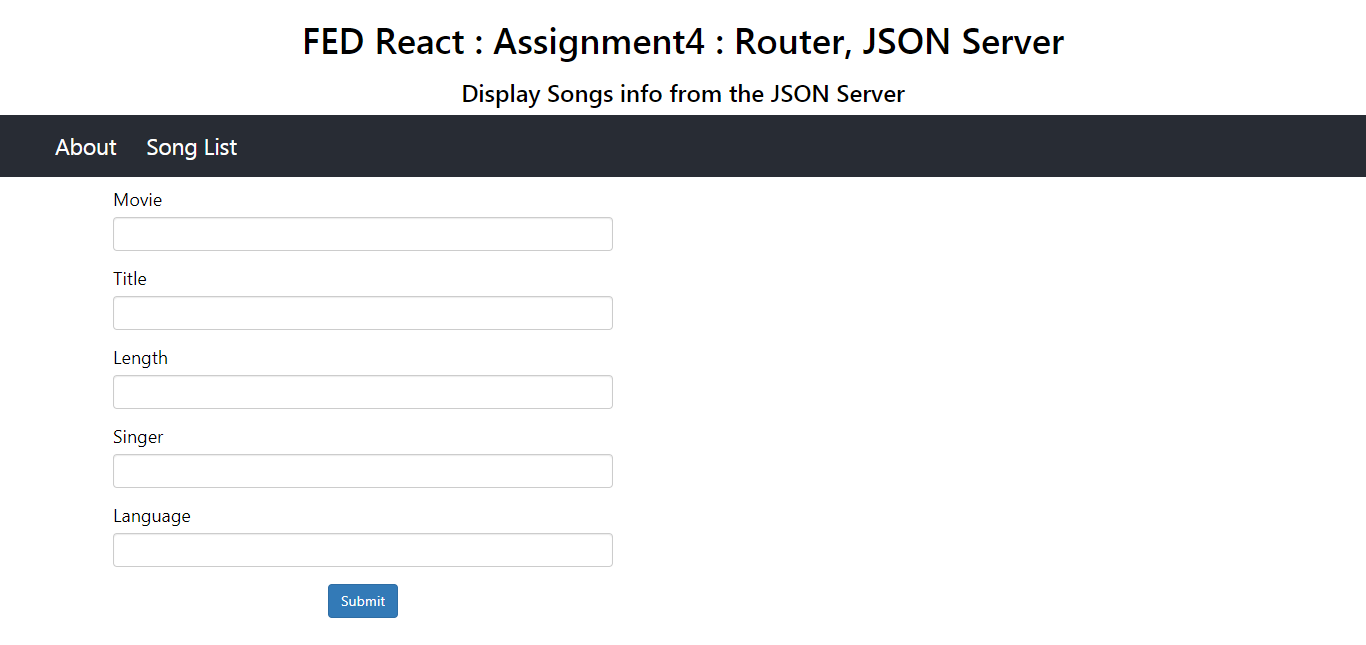 FED React : Assignment4 : Router, JSON Server
Display Songs info from the JSON Server
About Song List
Movie
Title
Length
Singer
Language
Submit